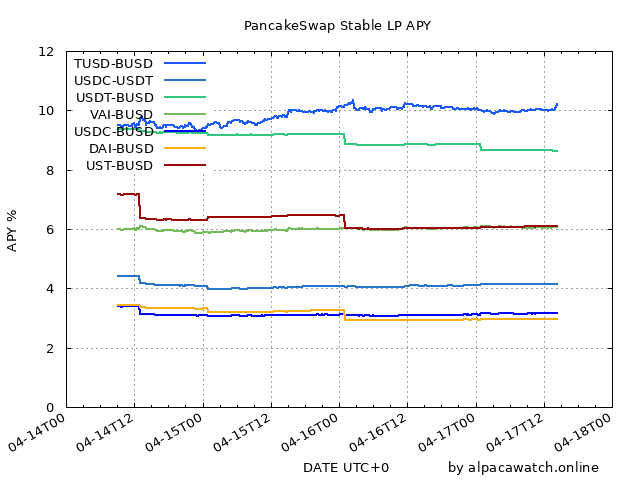 PancakeSwap Stable LP APY
12
10
8
6
4
2
0
APY %
TUSD-BUSD
USDC-USDT
USDT-BUSD
VAI-BUSD
USDC-BUSD
DAI-BUSD
UST-BUSD
04-14T00
04-14T12
04-15T00
04-15T12
04-16T00
04-16T12
04-17T00
04-17T12
04-18T00
DATE UTC+0
by alpacawatch.online